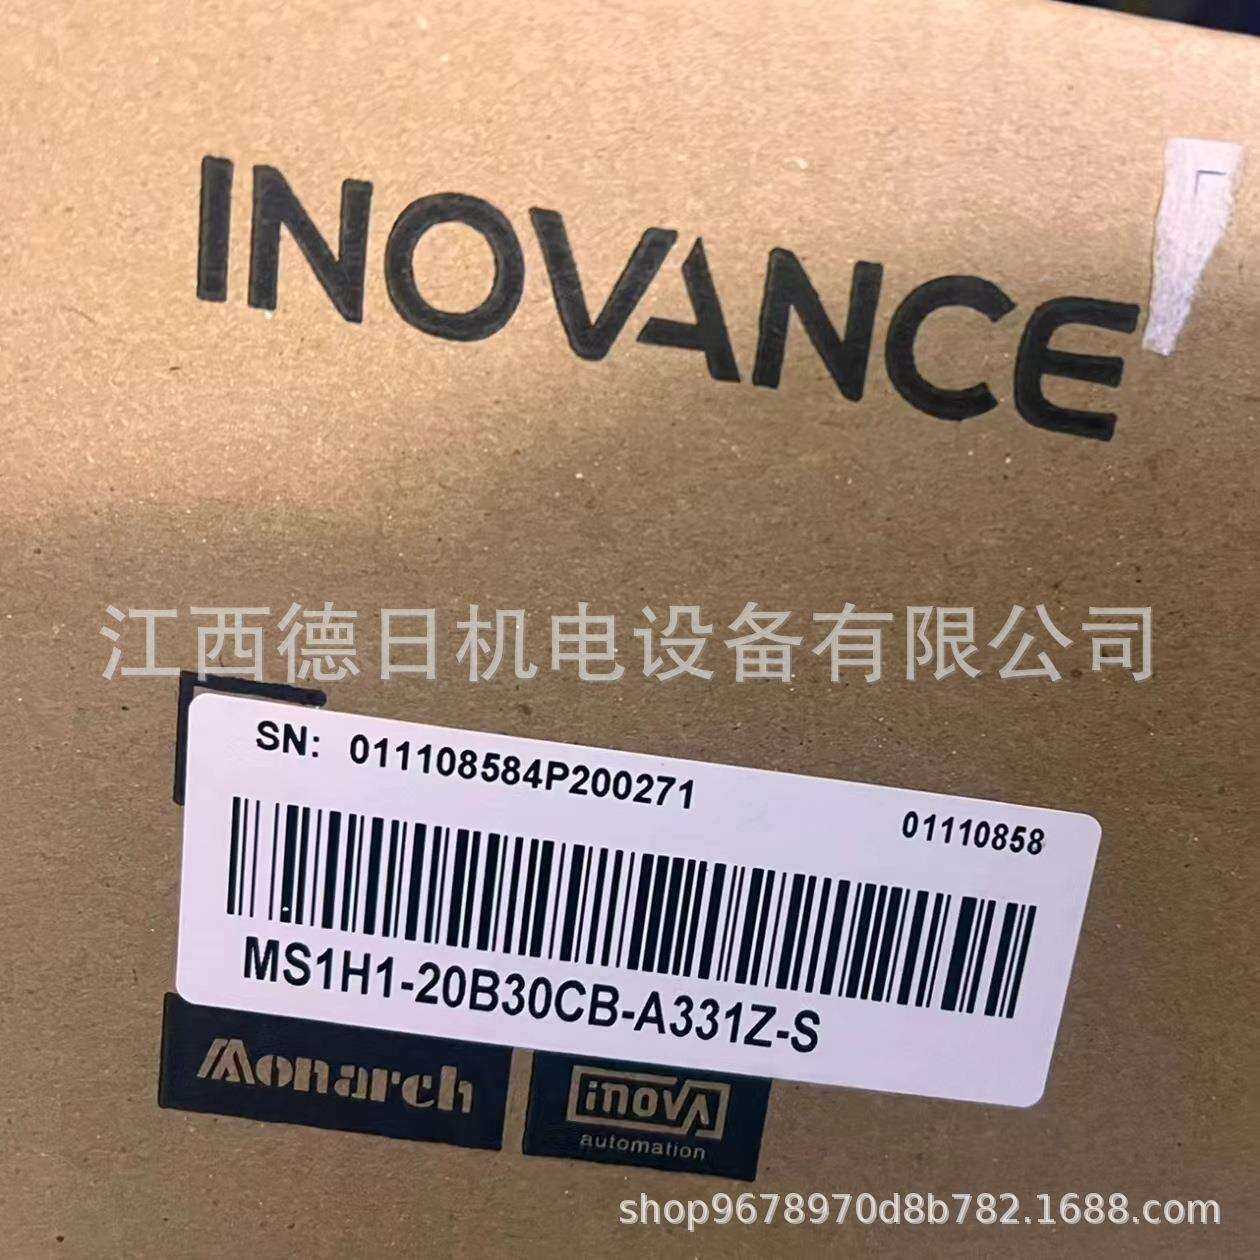 INOVANCE
江西德日机电设备有限公司
SN: 011108584P200271
01110858
MS1H1-20B30CB-A331Z-S
Monarch
inovA
automation
shop9678970d8b782.1688.com